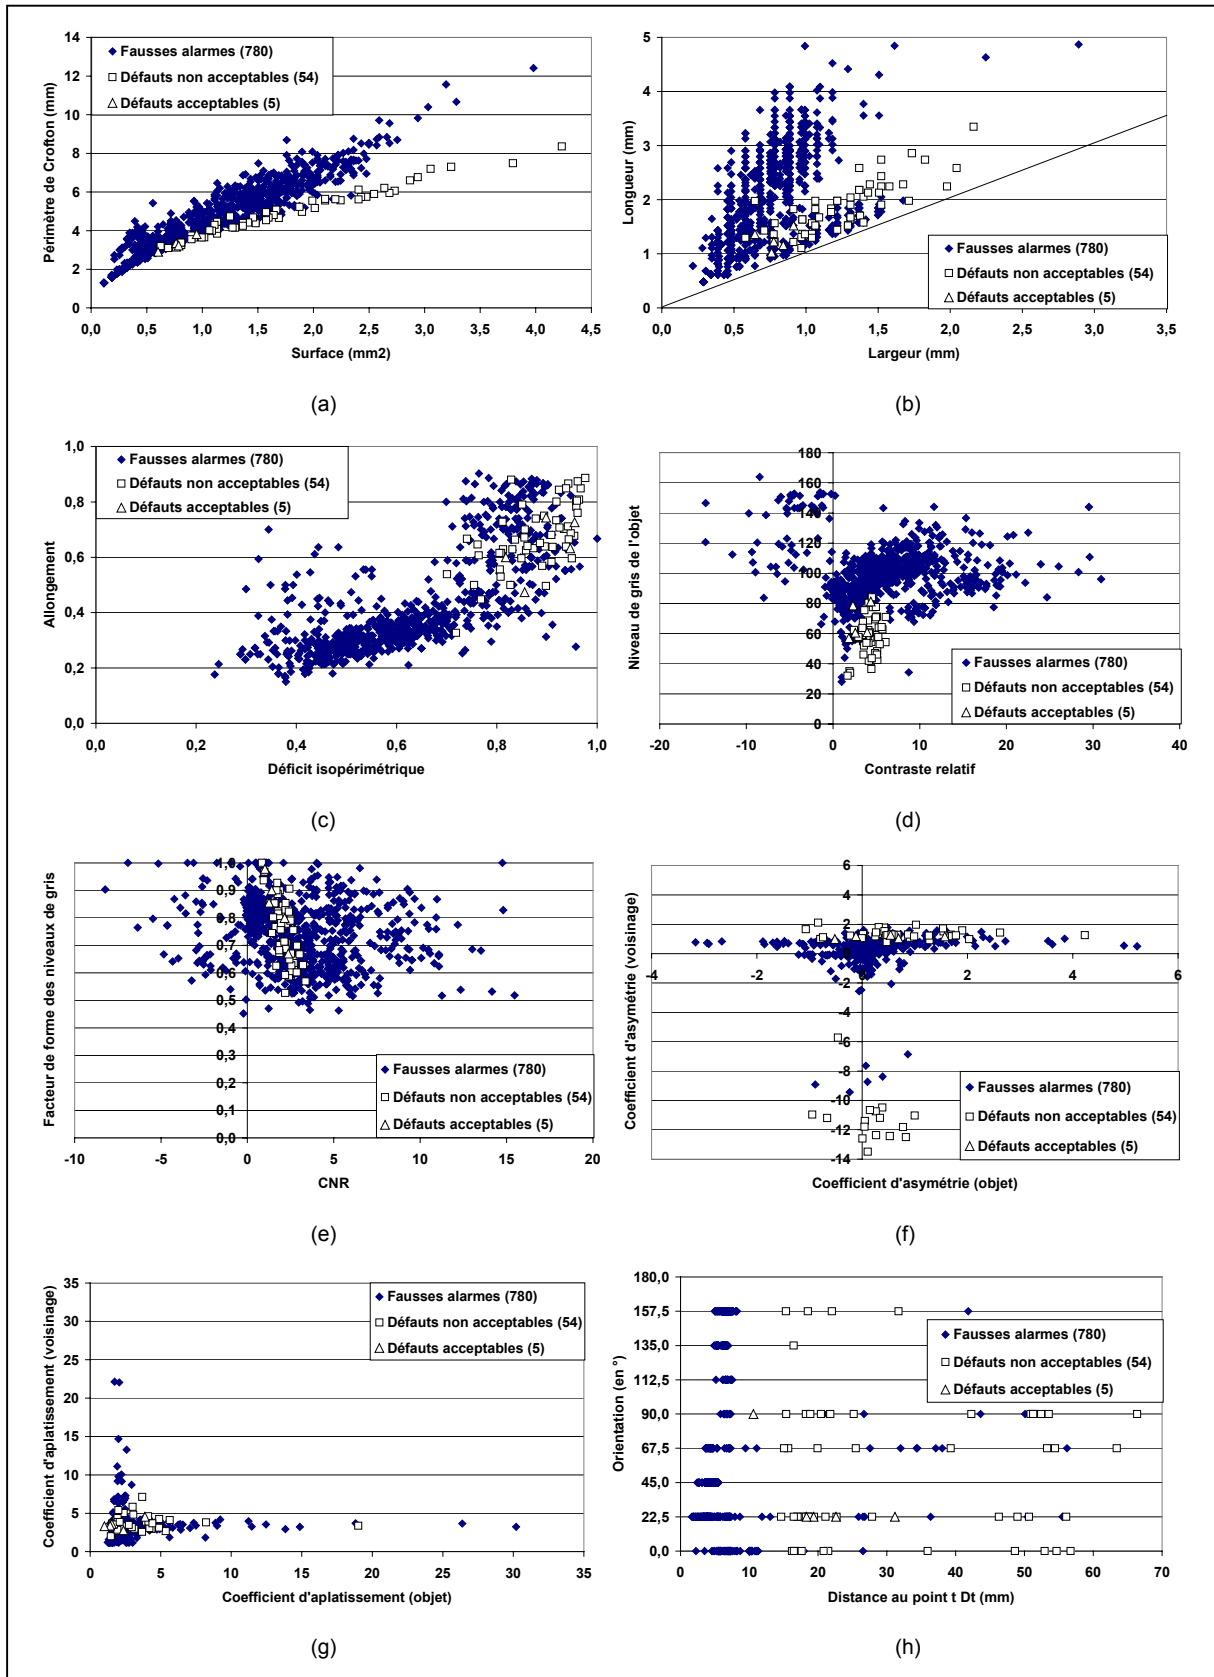 14
12
10
8
6
4
2
0
Périmètre de Crofton (mm)
Fausses alarmes (780)
Défauts non acceptables (54)
Défauts acceptables (5)
0,0 0,5 1,0 1,5 2,0 2,5 3,0 3,5 4,0 4,5
Surface (mm2)
(a)
5
4
3
2
1
0
Longueur (mm)
Fausses alarmes (780)
Défauts non acceptables (54)
Défauts acceptables (5)
0,0 0,5 1,0 1,5 2,0 2,5 3,0 3,5
Largeur (mm)
(b)
1,0
0,8
0,6
0,4
0,2
0,0
Allongement
Fausses alarmes (780)
Défauts non acceptables (54)
Défauts acceptables (5)
0,0 0,2 0,4 0,6 0,8 1,0
Déficit isopérimétrique
(c)
180
160
140
120
100
80
60
40
20
0
Niveau de gris de l'objet
Fausses alarmes (780)
Défauts non acceptables (54)
Défauts acceptables (5)
-20 -10 0 10 20 30 40
Contraste relatif
(d)
1,0
0,9
0,8
0,7
0,6
0,5
0,4
0,3
0,2
0,1
0,0
Facteur de forme des niveaux de gris
Fausses alarmes (780)
Défauts non acceptables (54)
Défauts acceptables (5)
-10 -5 0 5 10 15 20
CNR
(e)
6
4
2
0
-2
-4
-6
-8
-10
-12
-14
Coefficient d'asymétrie (voisinage)
Fausses alarmes (780)
Défauts non acceptables (54)
Défauts acceptables (5)
-4 -2 0 2 4 6
Coefficient d'asymétrie (objet)
(f)
35
30
25
20
15
10
5
0
Coefficient d'aplatissement (voisinage)
Fausses alarmes (780)
Défauts non acceptables (54)
Défauts acceptables (5)
0 5 10 15 20 25 30 35
Coefficient d'aplatissement (objet)
(g)
180,0
157,5
135,0
112,5
90,0
67,5
45,0
22,5
0,0
Orientation (en °)
Fausses alarmes (780)
Défauts non acceptables (54)
Défauts acceptables (5)
0 10 20 30 40 50 60 70
Distance au point t Dt (mm)
(h)